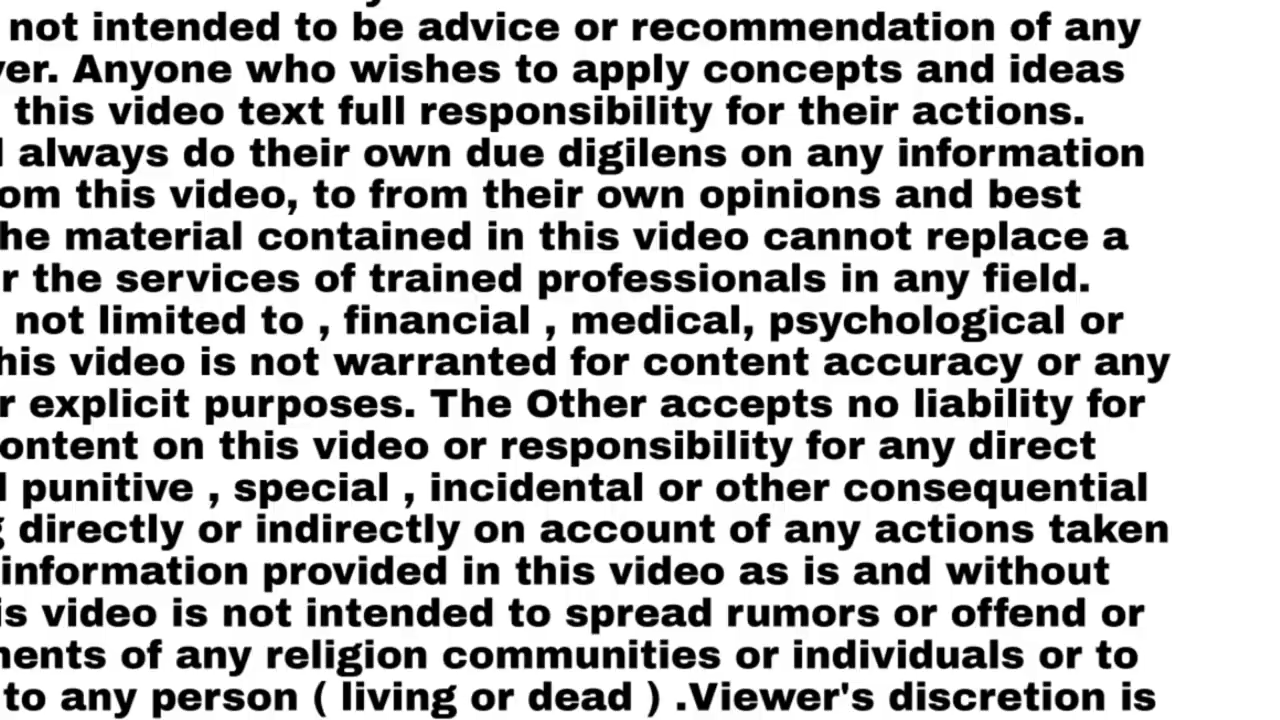 not intended to be advice or recommendation of any
Anyone who wishes to apply concepts and ideas
this video text full responsibility for their actions.
always do their own due digilens on any information
this video, to from their own opinions and best
material contained in this video cannot replace a
the services of trained professionals in any field.
not limited to , financial , medical, psychological or
video is not warranted for content accuracy or any
explicit purposes. The Other accepts no liability for
on this video or responsibility for any direct
punitive , special , incidental or other consequential
directly or indirectly on account of any actions taken
information provided in this video as is and without
video is not intended to spread rumors or offend or
of any religion communities or individuals or to
to any person ( living or dead ) .Viewer's discretion is